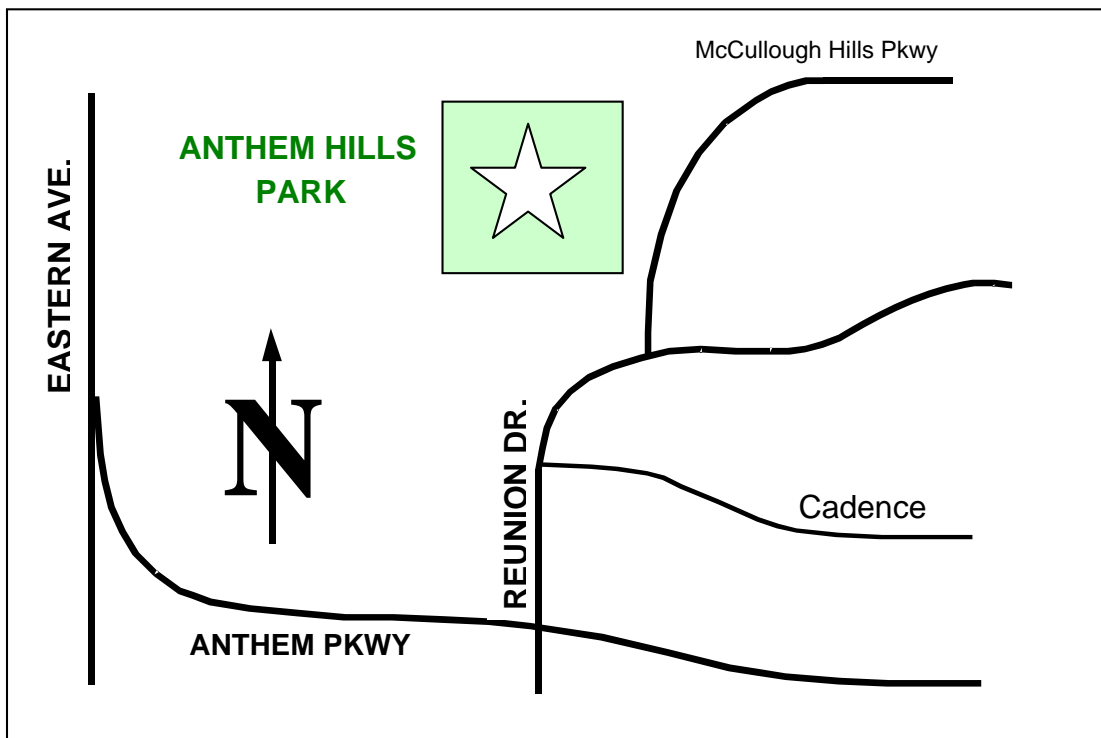 McCullough Hills Pkwy
ANTHEM HILLS
PARK
EASTERN AVE.
N
REUNION DR.
Cadence
ANTHEM PKWY